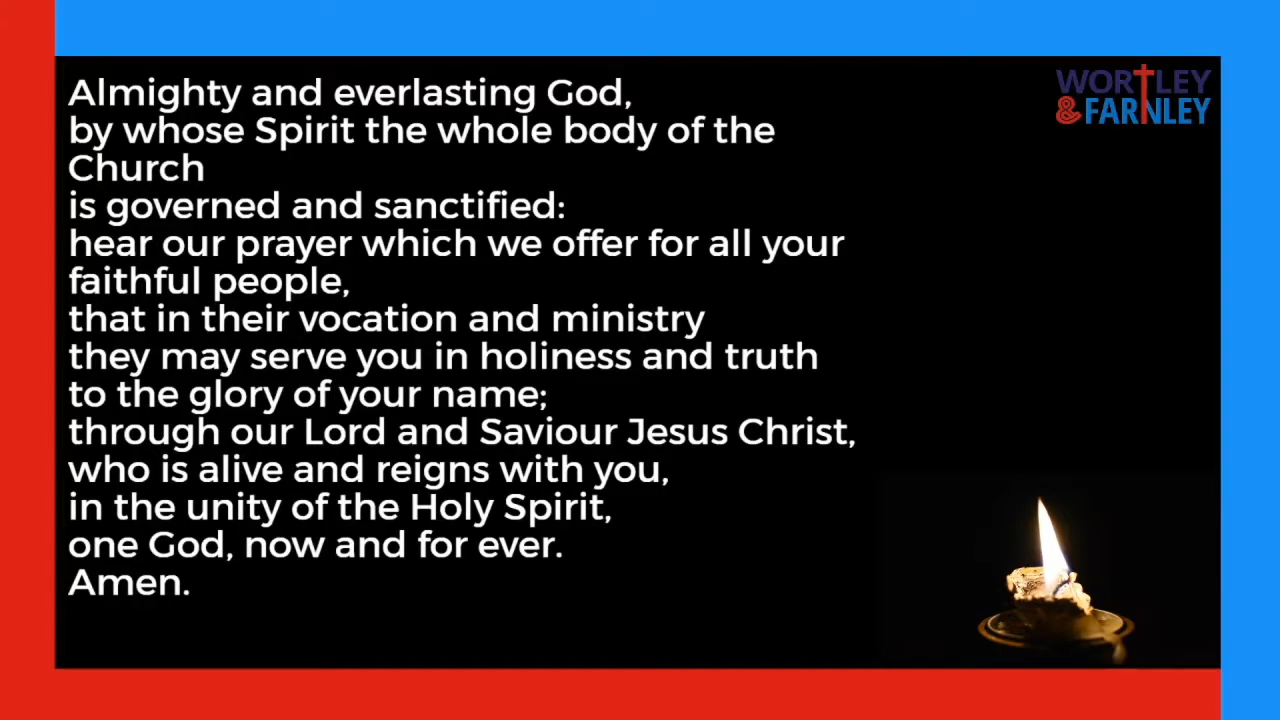 Almighty and everlasting God,
by whose Spirit the whole body of the
Church
is governed and sanctified:
hear our prayer which we offer for all your
faithful people,
that in their vocation and ministry
they may serve you in holiness and truth
to the glory of your name;
through our Lord and Saviour Jesus Christ,
who is alive and reigns with you,
in the unity of the Holy Spirit,
one God, now and for ever.
Amen.
WORTLEY
& FARNLEY